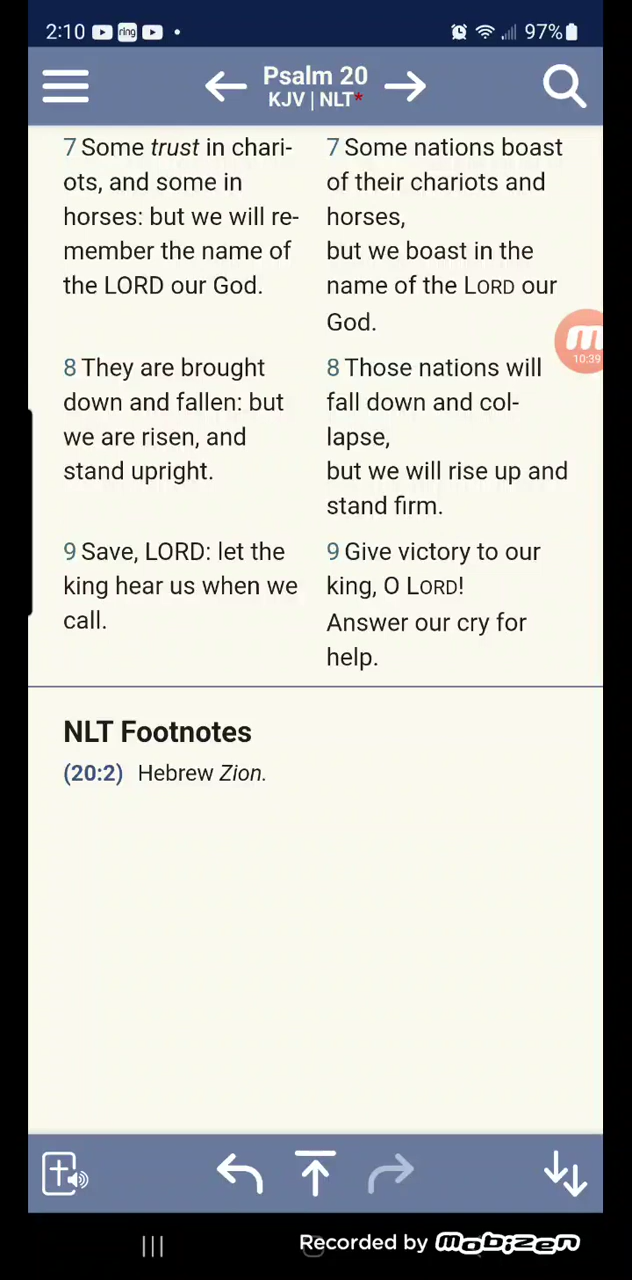 2:10 ring 97%
Psalm 20
KJV | NLT*
7 Some trust in chari-
ots, and some in
horses: but we will re-
member the name of
the LORD our God.
7 Some nations boast
of their chariots and
horses,
but we boast in the
name of the LORD our
God.
8 They are brought
down and fallen: but
we are risen, and
stand upright.
8 Those nations will
fall down and col-
lapse,
but we will rise up and
stand firm.
9 Save, LORD: let the
king hear us when we
call.
9 Give victory to our
king, O LORD!
Answer our cry for
help.
m
10:39
NLT Footnotes
(20:2) Hebrew Zion.
Recorded by mobizen